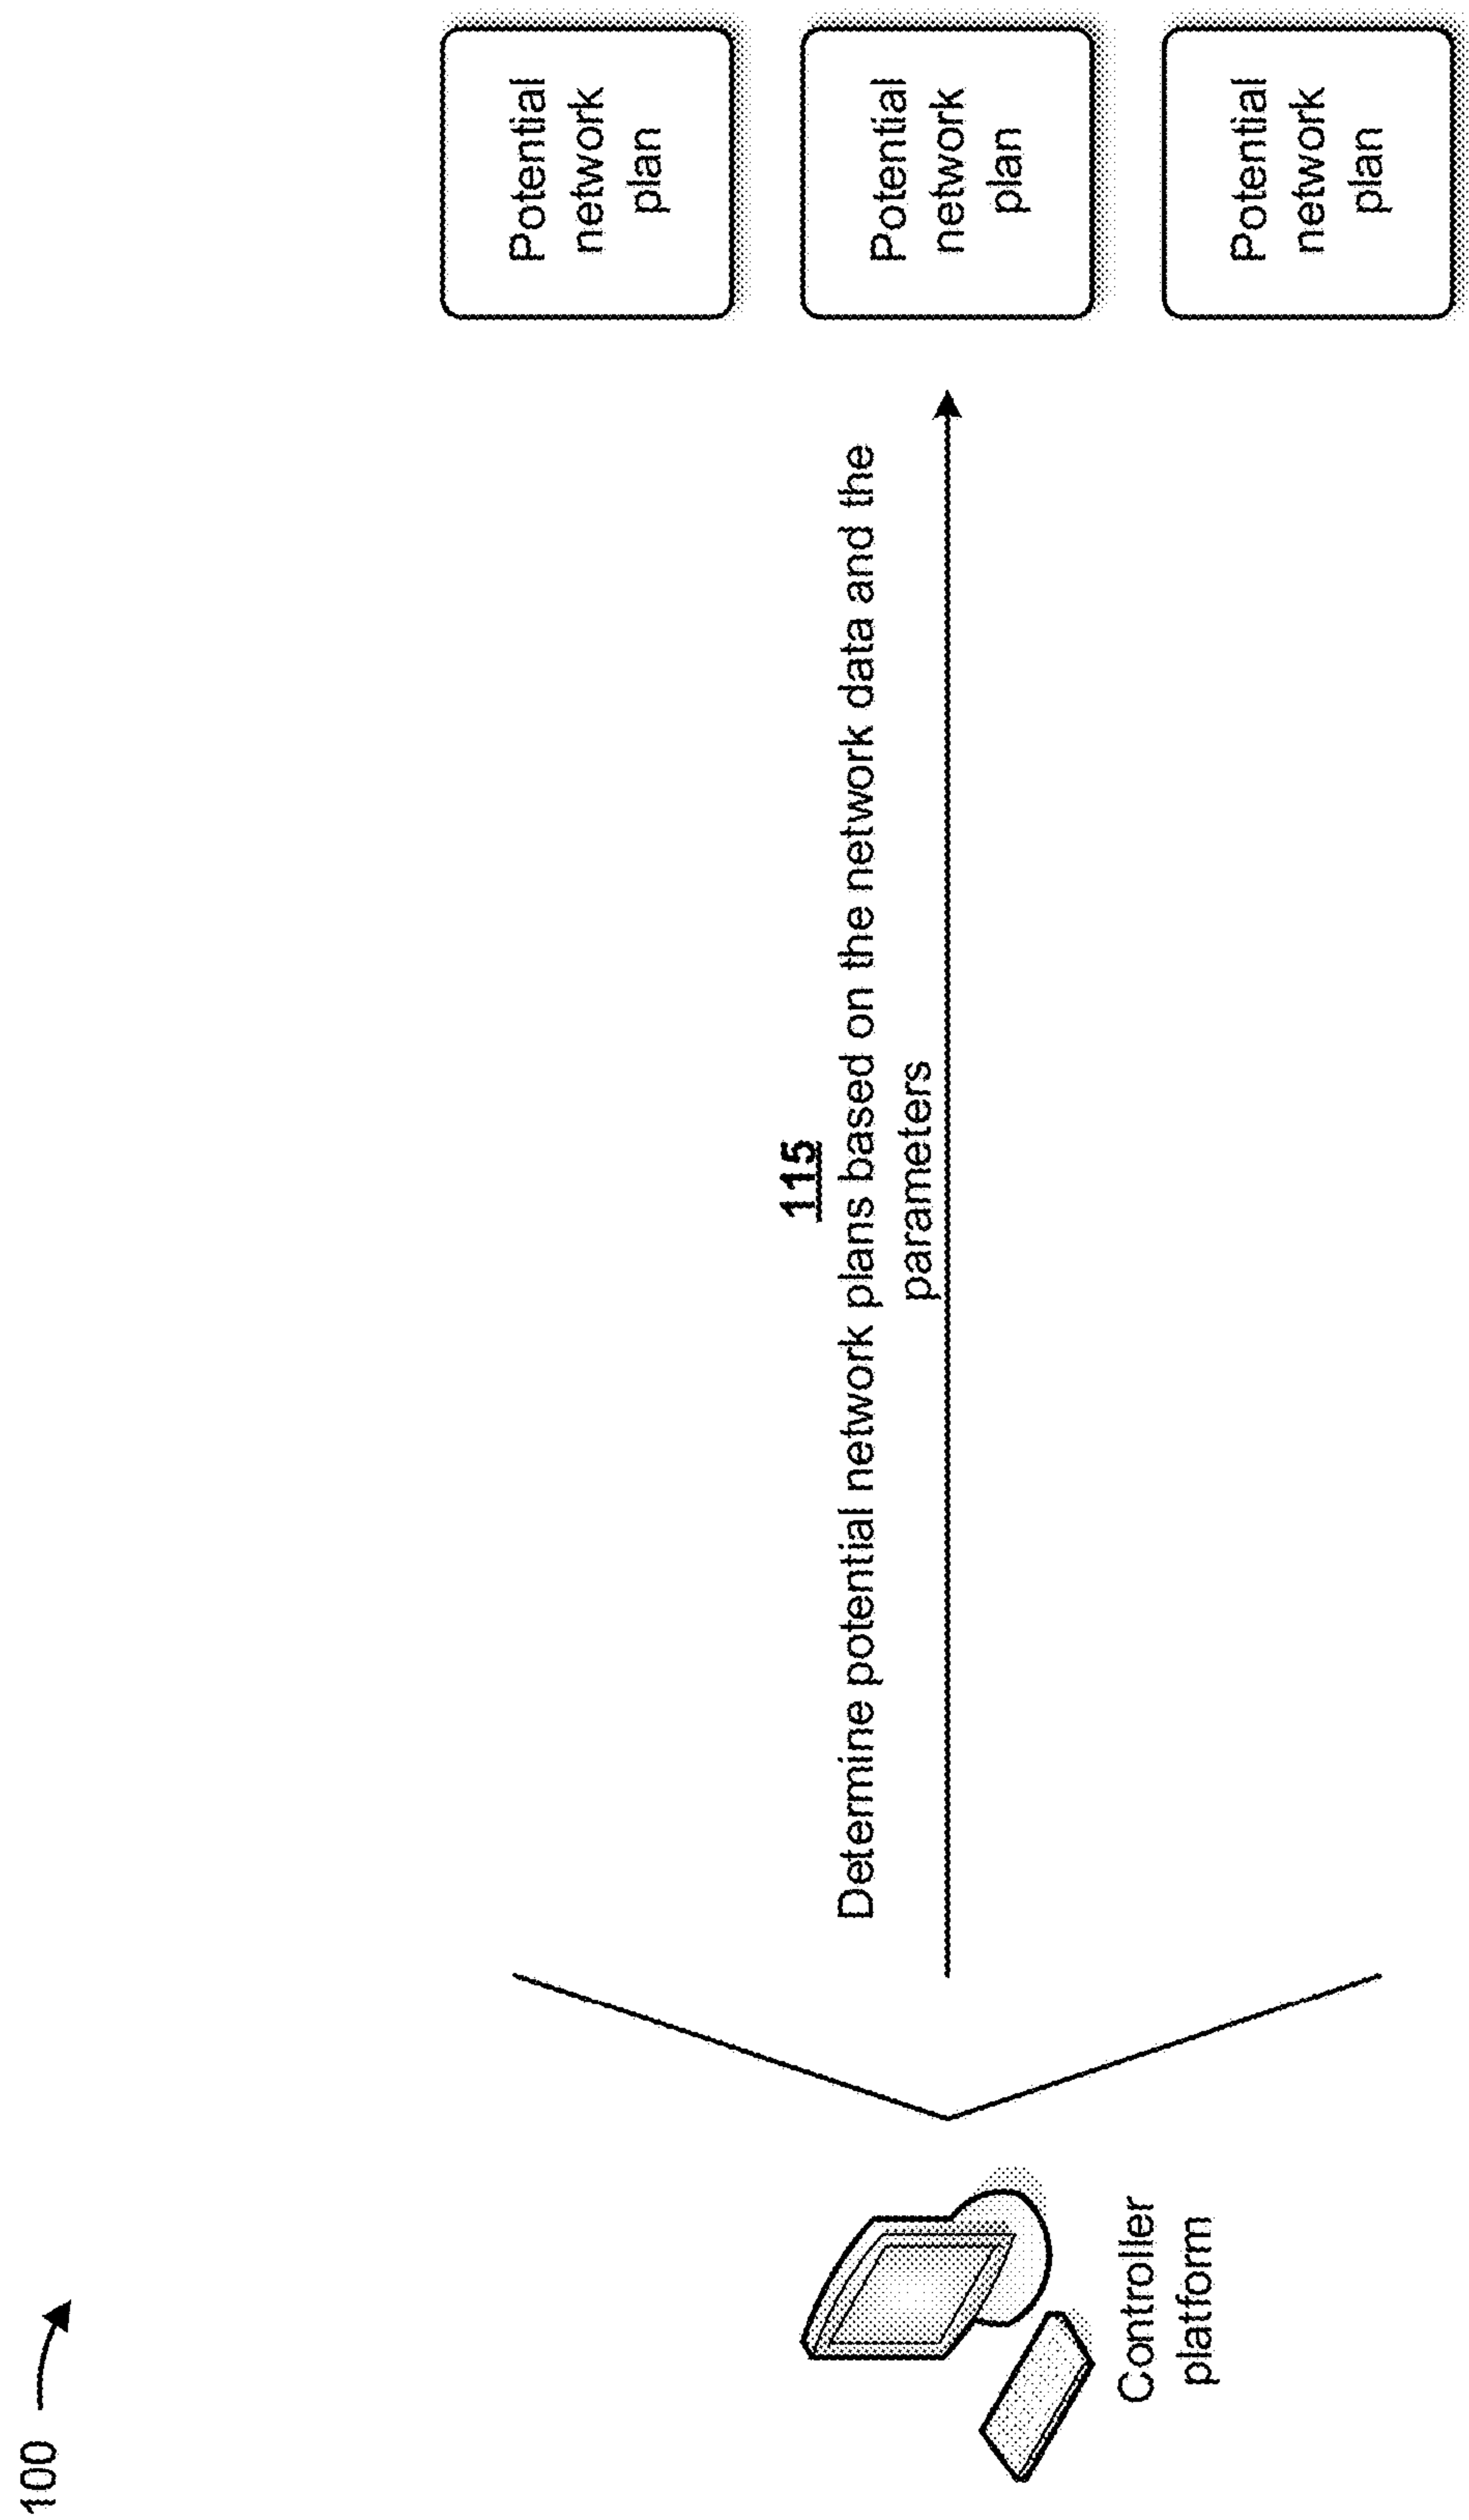 100
115
Determine potential network plans based on the network data and the
parameters
Controller
platform
Potential
network
plan
Potential
network
plan
Potential
network
plan